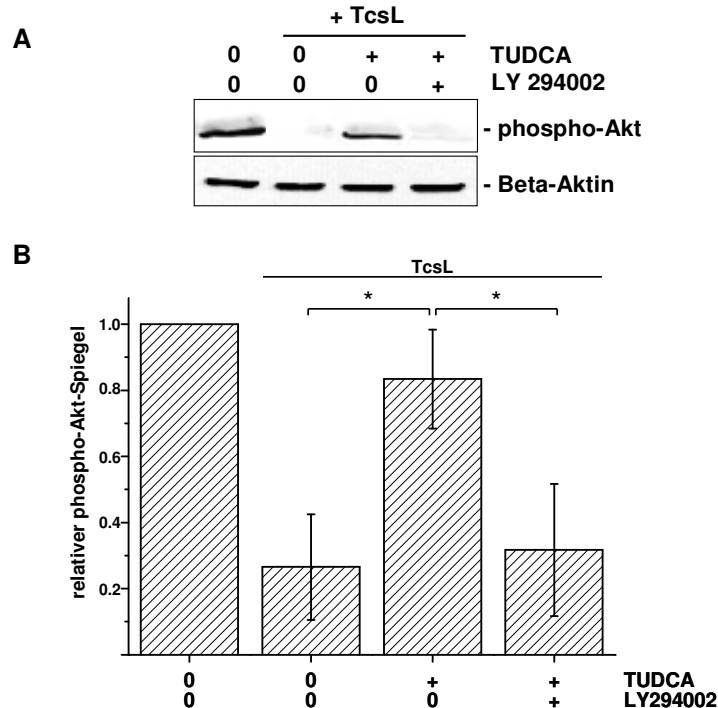 A
+ TcsL
0 0 + + TUDCA
0 0 0 + LY 294002
- phospho-Akt
- Beta-Aktin
B
TcsL
* *
relativer phospho-Akt-Spiegel
1.0
0.8
0.6
0.4
0.2
0 0 + + TUDCA
0 0 0 + LY294002